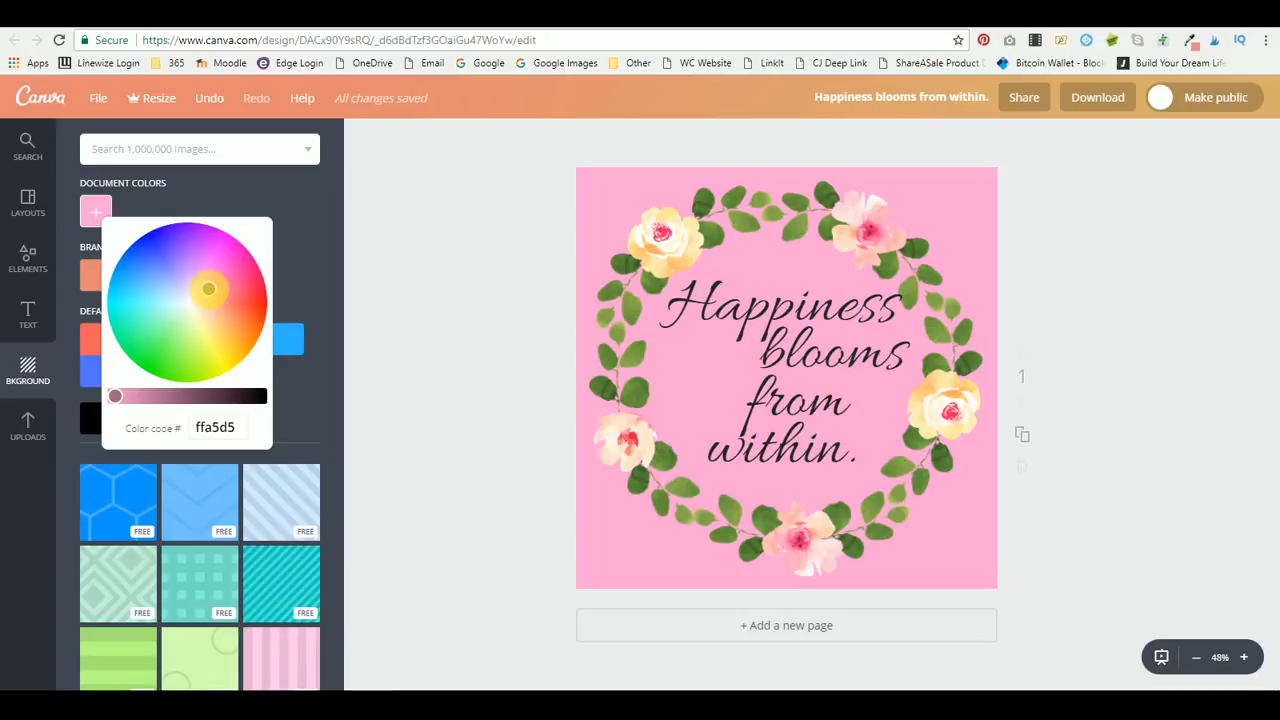 Secure
https://www.canva.com/design/DACx90Y9sRQ/_d6dBdTzf3GOaiGu47WoYw/edit
Apps
Linewize Login
365
Moodle
Edge Login
OneDrive
Email
Google
Google Images
Other
WC Website
LinkIt
CJ Deep Link
ShareASale Product D
Bitcoin Wallet - Block
Build Your Dream Life
Canva
File
Resize
Undo
Redo
Help
All changes saved
Happiness blooms from within.
Share
Download
Make public
SEARCH
LAYOUTS
ELEMENTS
TEXT
BKGROUND
UPLOADS
Search 1,000,000 images...
DOCUMENT COLORS
BRAN
DEFA
Color code #
ffa5d5
FREE
FREE
FREE
FREE
FREE
FREE
Happiness
blooms
from
within.
1
+ Add a new page
48%